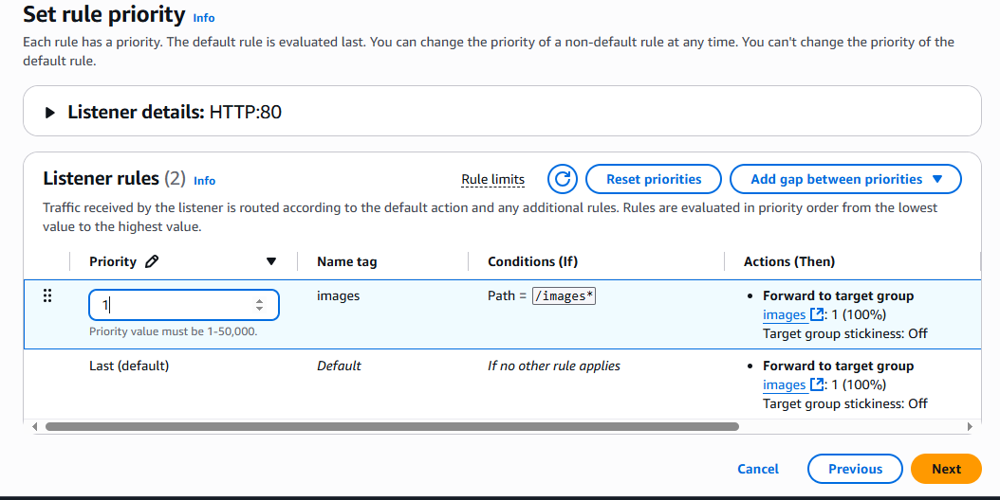 Set rule priority Info
Each rule has a priority. The default rule is evaluated last. You can change the priority of a non-default rule at any time. You can't change the priority of the
default rule.
Listener details: HTTP:80
Listener rules (2) Info
Rule limits
Reset priorities
Add gap between priorities
Traffic received by the listener is routed according to the default action and any additional rules. Rules are evaluated in priority order from the lowest
value to the highest value.
Priority
Name tag
Conditions (If)
Actions (Then)
1
Priority value must be 1-50,000.
images
Path = /images*
• Forward to target group
images : 1 (100%)
Target group stickiness: Off
Last (default)
Default
If no other rule applies
• Forward to target group
images : 1 (100%)
Target group stickiness: Off
Cancel
Previous
Next